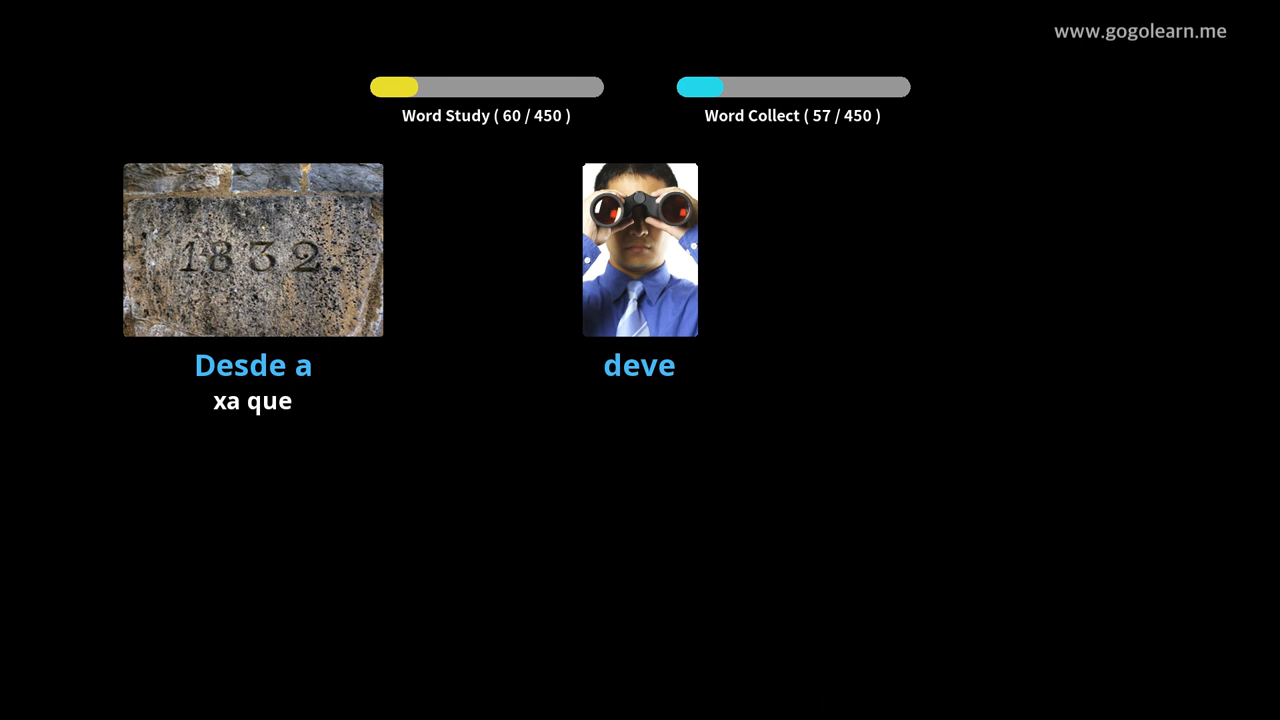 www.gogolearn.me
Word Study ( 60 / 450 )
Word Collect ( 57 / 450 )
1832.
Desde a
xa que
deve